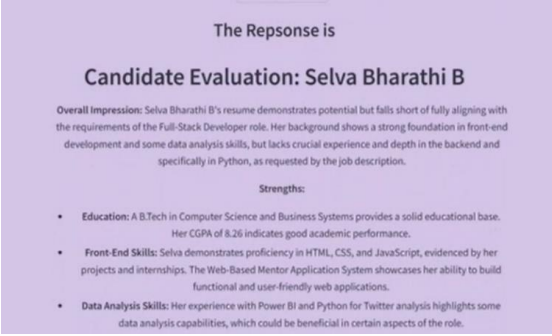 The Repsonse is
Candidate Evaluation: Selva Bharathi B
Overall Impression: Selva Bharathi B's resume demonstrates potential but falls short of fully aligning with
the requirements of the Full-Stack Developer role. Her background shows a strong foundation in front-end
development and some data analysis skills, but lacks crucial experience and depth in the backend and
specifically in Python, as requested by the job description.
Strengths:
• Education: A B.Tech in Computer Science and Business Systems provides a solid educational base.
Her CGPA of 8.26 indicates good academic performance.
• Front-End Skills: Selva demonstrates proficiency in HTML, CSS, and JavaScript, evidenced by her
projects and internships. The Web-Based Mentor Application System showcases her ability to build
functional and user-friendly web applications.
• Data Analysis Skills: Her experience with Power BI and Python for Twitter analysis highlights some
data analysis capabilities, which could be beneficial in certain aspects of the role.